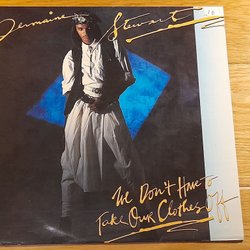 Jermaine Stewart
We Don't Have to
Take Our Clothes Off